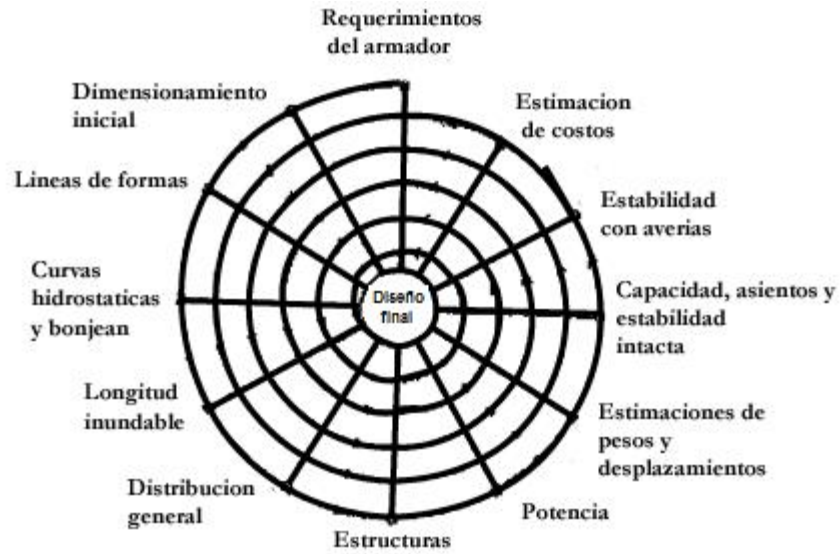 Requerimientos
del armador
Dimensionamiento
inicial
Estimacion
de costos
Lineas de formas
Estabilidad
con averias
Curvas
hidrostaticas
y bonjean
Diseño
final
Capacidad, asientos y
estabilidad
intacta
Longitud
inundable
Estimaciones de
pesos y
desplazamientos
Distribucion
general
Potencia
Estructuras